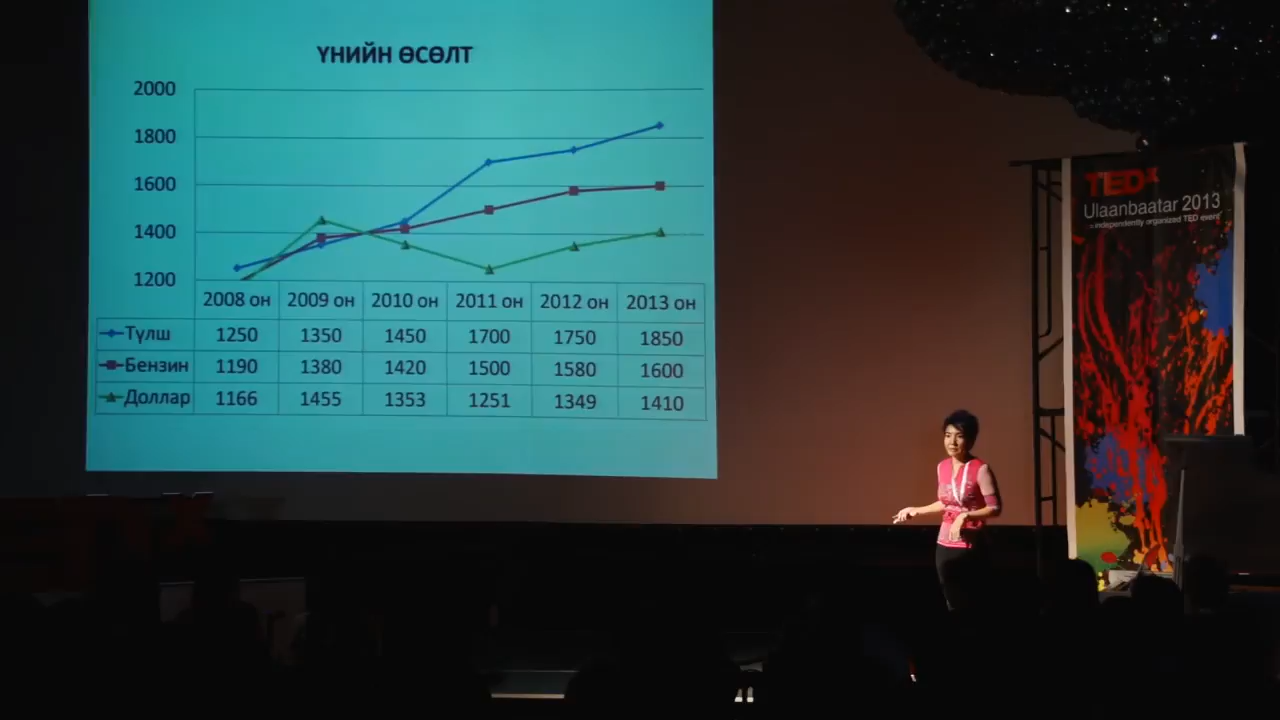 ҮНИЙН ӨСӨЛТ
2000
1800
1600
1400
1200
2008 он 2009 он 2010 он 2011 он 2012 он 2013 он
Түлш 1250 1350 1450 1700 1750 1850
Бензин 1190 1380 1420 1500 1580 1600
Доллар 1166 1455 1353 1251 1349 1410
TEDx
Ulaanbaatar 2013
= independently organized TED event